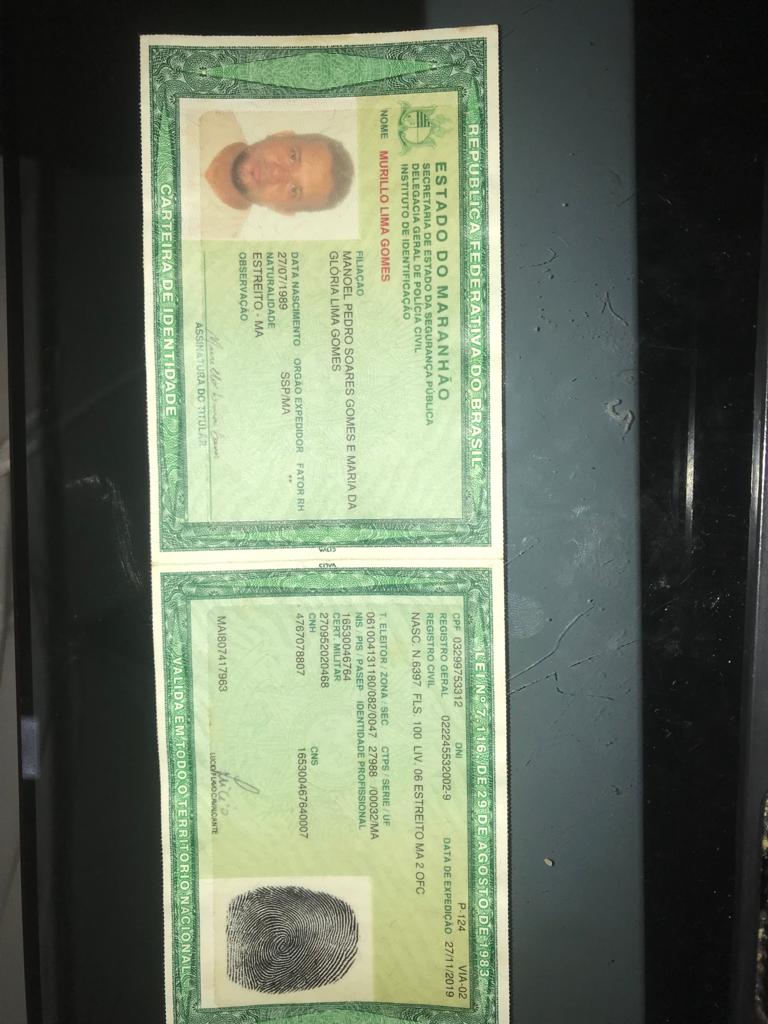 REPÚBLICA FEDERATIVA DO BRASIL
ESTADO DO MARANHÃO
SECRETARIA DE ESTADO DA SEGURANÇA PÚBLICA
DELEGACIA GERAL DE POLÍCIA CIVIL
INSTITUTO DE IDENTIFICAÇÃO
NOME MURILLO LIMA GOMES
FILIAÇÃO
MANOEL PEDRO SOARES GOMES E MARIA DA
GLÓRIA LIMA GOMES
DATA NASCIMENTO ORGÃO EXPEDIDOR FATOR RH
27/07/1989 SSP/MA **
NATURALIDADE
ESTREITO - MA
OBSERVAÇÃO
ASSINATURA DO TITULAR
CARTEIRA DE IDENTIDADE
LEI Nº 7.116, DE 29 DE AGOSTO DE 1983
P-124 VIA-02
CPF 03299753312 DNI
REGISTRO GERAL 022245532002-9 DATA DE EXPEDIÇÃO 27/11/2019
REGISTRO CIVIL
NASC. N 6397 FLS. 100 LIV. 06 ESTREITO MA 2 OFC
T. ELEITOR / ZONA / SEC CTPS / SERIE / UF
061004131180/082/0047 27988 /00032/MA
NIS / PIS / PASEP IDENTIDADE PROFISSIONAL
16530046764
CERT. MILITAR
270952020468
CNH CNS
4767078807 165300467640007
MAI807417963
VÁLIDA EM TODO O TERRITÓRIO NACIONAL